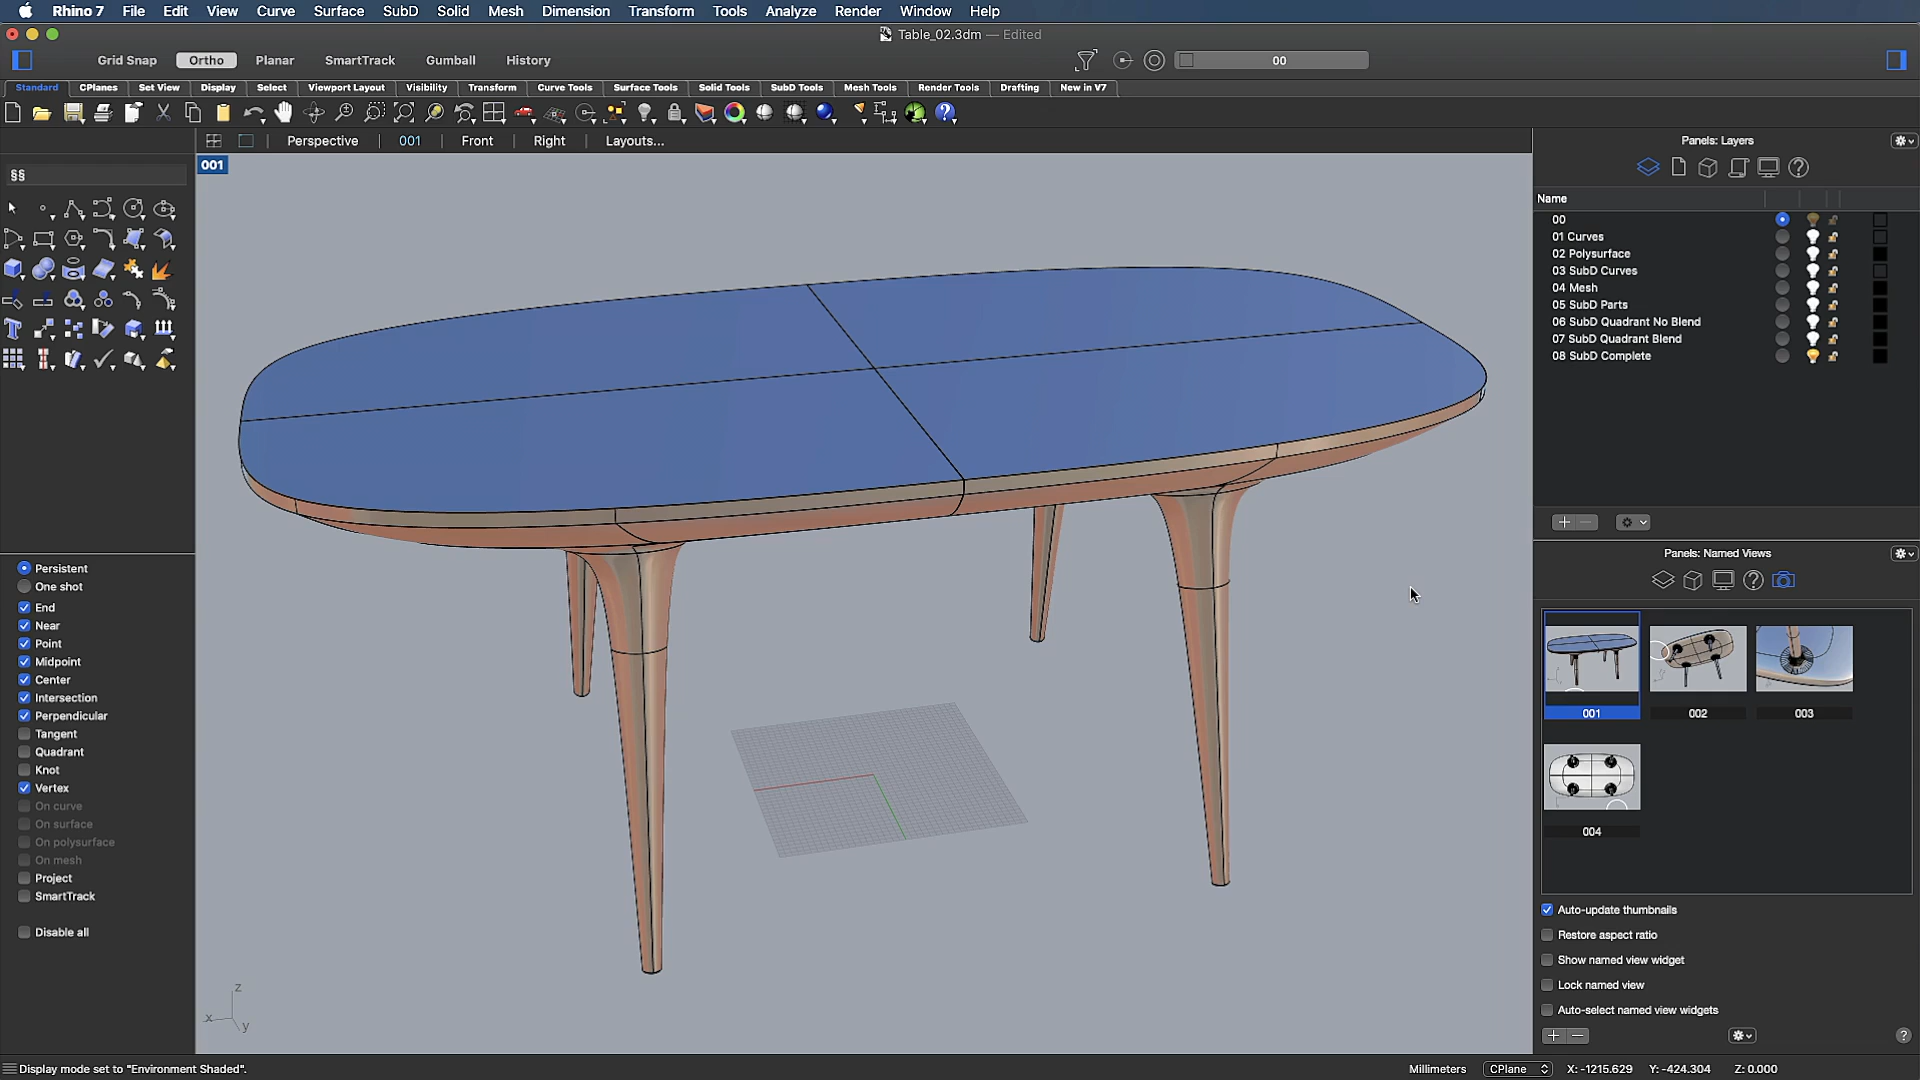 Rhino 7 File Edit View Curve Surface SubD Solid Mesh Dimension Transform Tools Analyze Render Window Help
Table_02.3dm — Edited
Grid Snap Ortho Planar SmartTrack Gumball History 00
Standard CPlanes Set View Display Select Viewport Layout Visibility Transform Curve Tools Surface Tools Solid Tools SubD Tools Mesh Tools Render Tools Drafting New in V7
Perspective 001 Front Right Layouts...
001
§§
Persistent
One shot
End
Near
Point
Midpoint
Center
Intersection
Perpendicular
Tangent
Quadrant
Knot
Vertex
On curve
On surface
On polysurface
On mesh
Project
SmartTrack
Disable all
z
x
y
Panels: Layers
Name
00
01 Curves
02 Polysurface
03 SubD Curves
04 Mesh
05 SubD Parts
06 SubD Quadrant No Blend
07 SubD Quadrant Blend
08 SubD Complete
Panels: Named Views
001 002 003
004
Auto-update thumbnails
Restore aspect ratio
Show named view widget
Lock named view
Auto-select named view widgets
Display mode set to "Environment Shaded".
Millimeters CPlane X: -1215.629 Y: -424.304 Z: 0.000